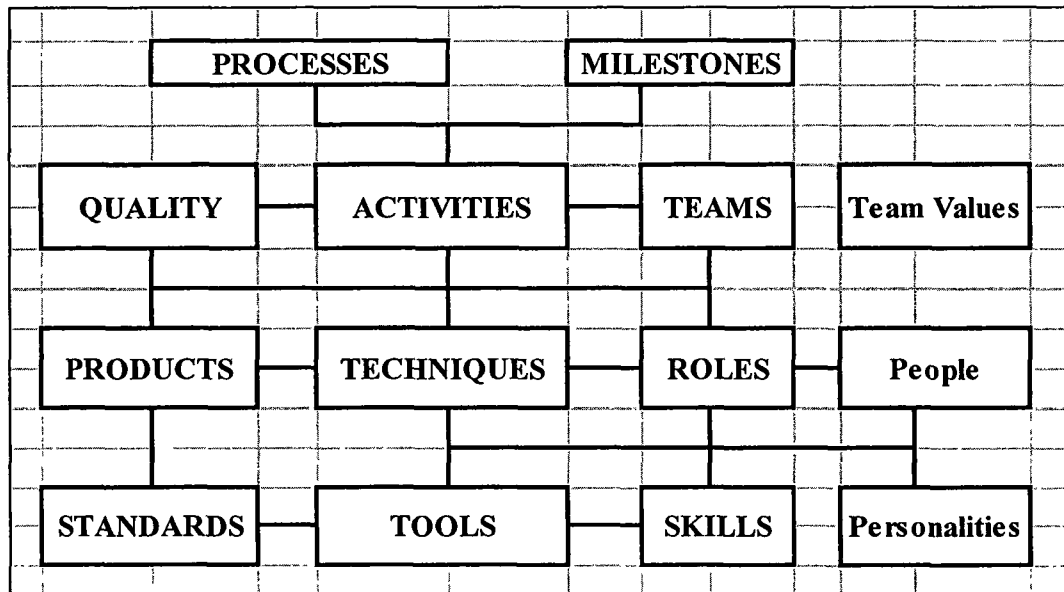 PROCESSES MILESTONES
QUALITY ACTIVITIES TEAMS Team Values
PRODUCTS TECHNIQUES ROLES People
STANDARDS TOOLS SKILLS Personalities